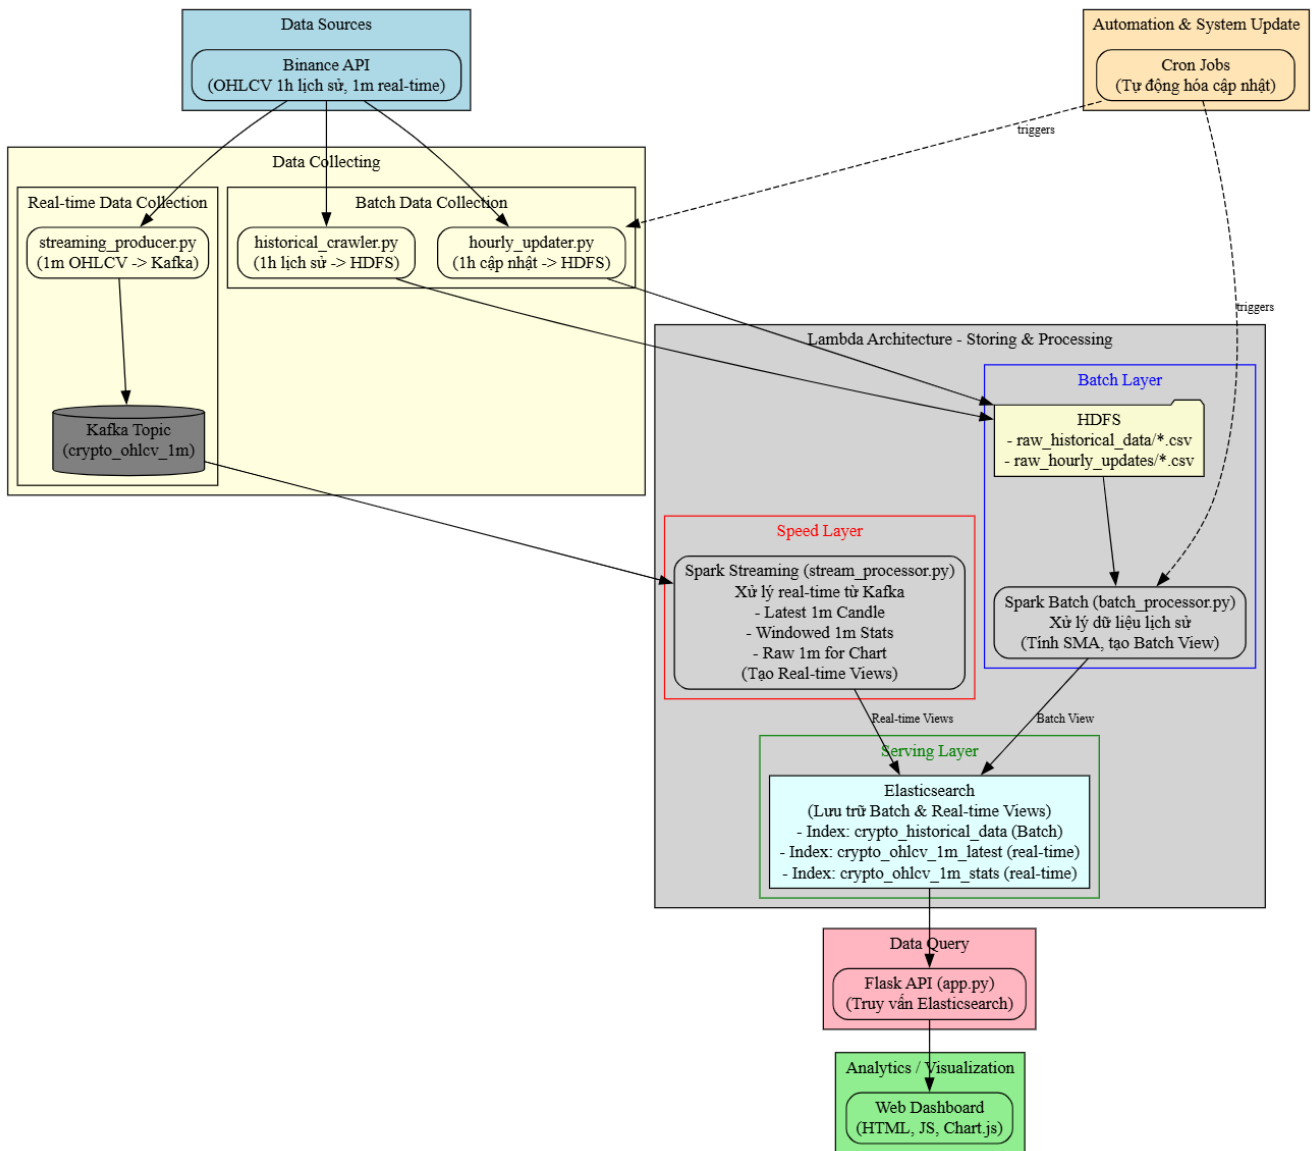 Data Sources
Binance API
(OHLCV 1h lịch sử, 1m real-time)
Automation & System Update
Cron Jobs
(Tự động hóa cập nhật)
triggers
Data Collecting
Real-time Data Collection
streaming_producer.py
(1m OHLCV -> Kafka)
Batch Data Collection
historical_crawler.py
(1h lịch sử -> HDFS)
hourly_updater.py
(1h cập nhật -> HDFS)
triggers
Kafka Topic
(crypto_ohlcv_1m)
Lambda Architecture - Storing & Processing
Batch Layer
HDFS
- raw_historical_data/*.csv
- raw_hourly_updates/*.csv
Speed Layer
Spark Streaming (stream_processor.py)
Xử lý real-time từ Kafka
- Latest 1m Candle
- Windowed 1m Stats
- Raw 1m for Chart
(Tạo Real-time Views)
Spark Batch (batch_processor.py)
Xử lý dữ liệu lịch sử
(Tính SMA, tạo Batch View)
Real-time Views
Batch View
Serving Layer
Elasticsearch
(Lưu trữ Batch & Real-time Views)
- Index: crypto_historical_data (Batch)
- Index: crypto_ohlcv_1m_latest (real-time)
- Index: crypto_ohlcv_1m_stats (real-time)
Data Query
Flask API (app.py)
(Truy vấn Elasticsearch)
Analytics / Visualization
Web Dashboard
(HTML, JS, Chart.js)